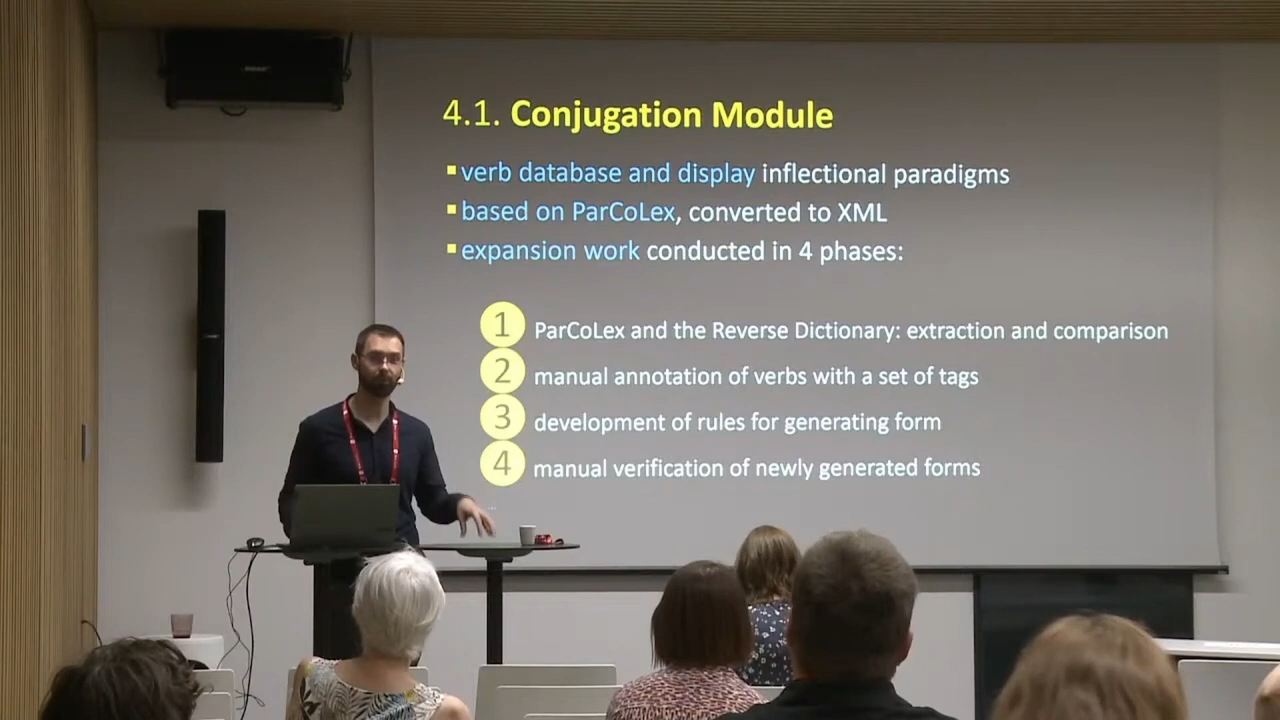 4.1. Conjugation Module
verb database and display inflectional paradigms
based on ParCoLex, converted to XML
expansion work conducted in 4 phases:
1 ParCoLex and the Reverse Dictionary: extraction and comparison
2 manual annotation of verbs with a set of tags
3 development of rules for generating form
4 manual verification of newly generated forms